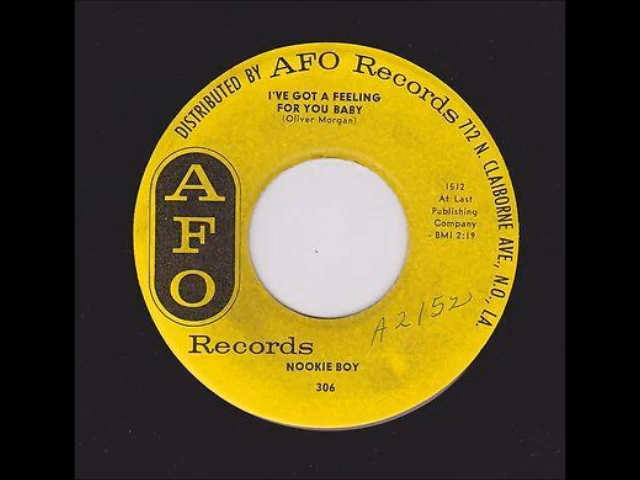 DISTRIBUTED BY AFO Records 712 N. CLAIBORNE AVE., N.O., LA.
I'VE GOT A FEELING
FOR YOU BABY
(Oliver Morgan)
A
F
O
Records
1512
At Last
Publishing
Company
- BMI 2:19
A2152
NOOKIE BOY
306